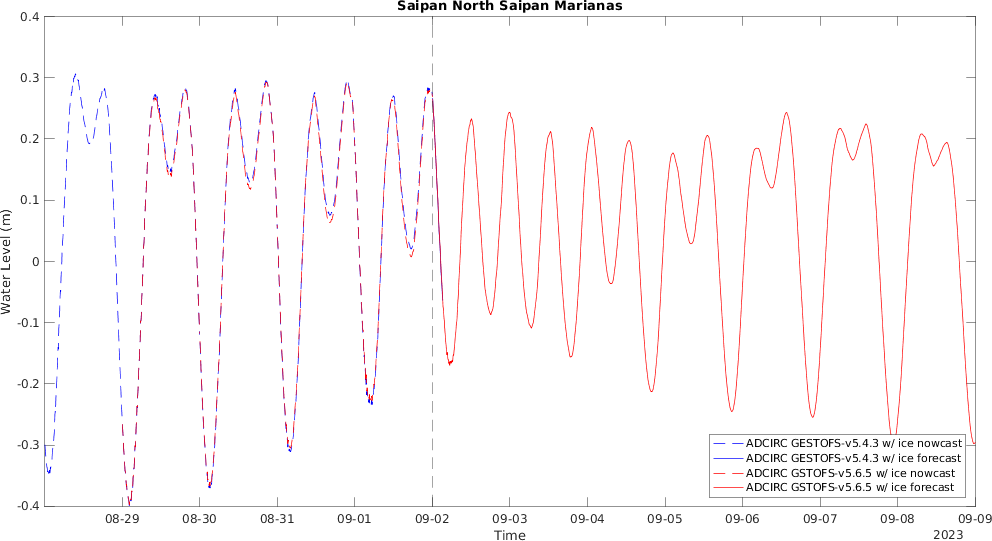 Saipan North Saipan Marianas
Water Level (m)
0.4
0.3
0.2
0.1
0
-0.1
-0.2
-0.3
-0.4
ADCIRC GESTOFS-v5.4.3 w/ ice nowcast
ADCIRC GESTOFS-v5.4.3 w/ ice forecast
ADCIRC GSTOFS-v5.6.5 w/ ice nowcast
ADCIRC GSTOFS-v5.6.5 w/ ice forecast
08-29 08-30 08-31 09-01 09-02 09-03 09-04 09-05 09-06 09-07 09-08 09-09
Time
2023